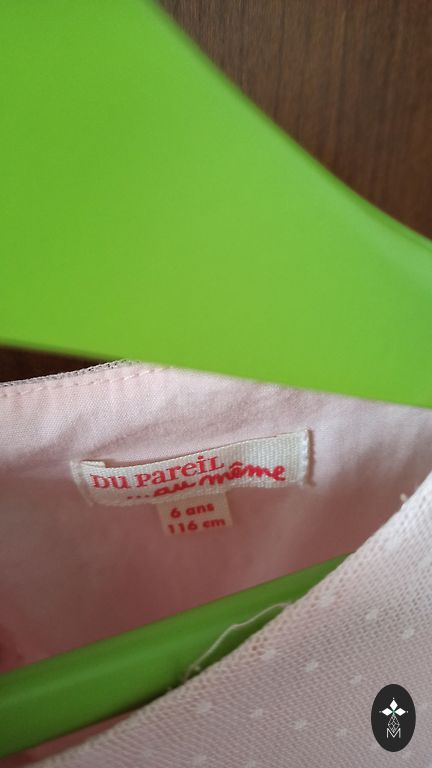 DU PareiL
...au même
6 ans
116 cm
M